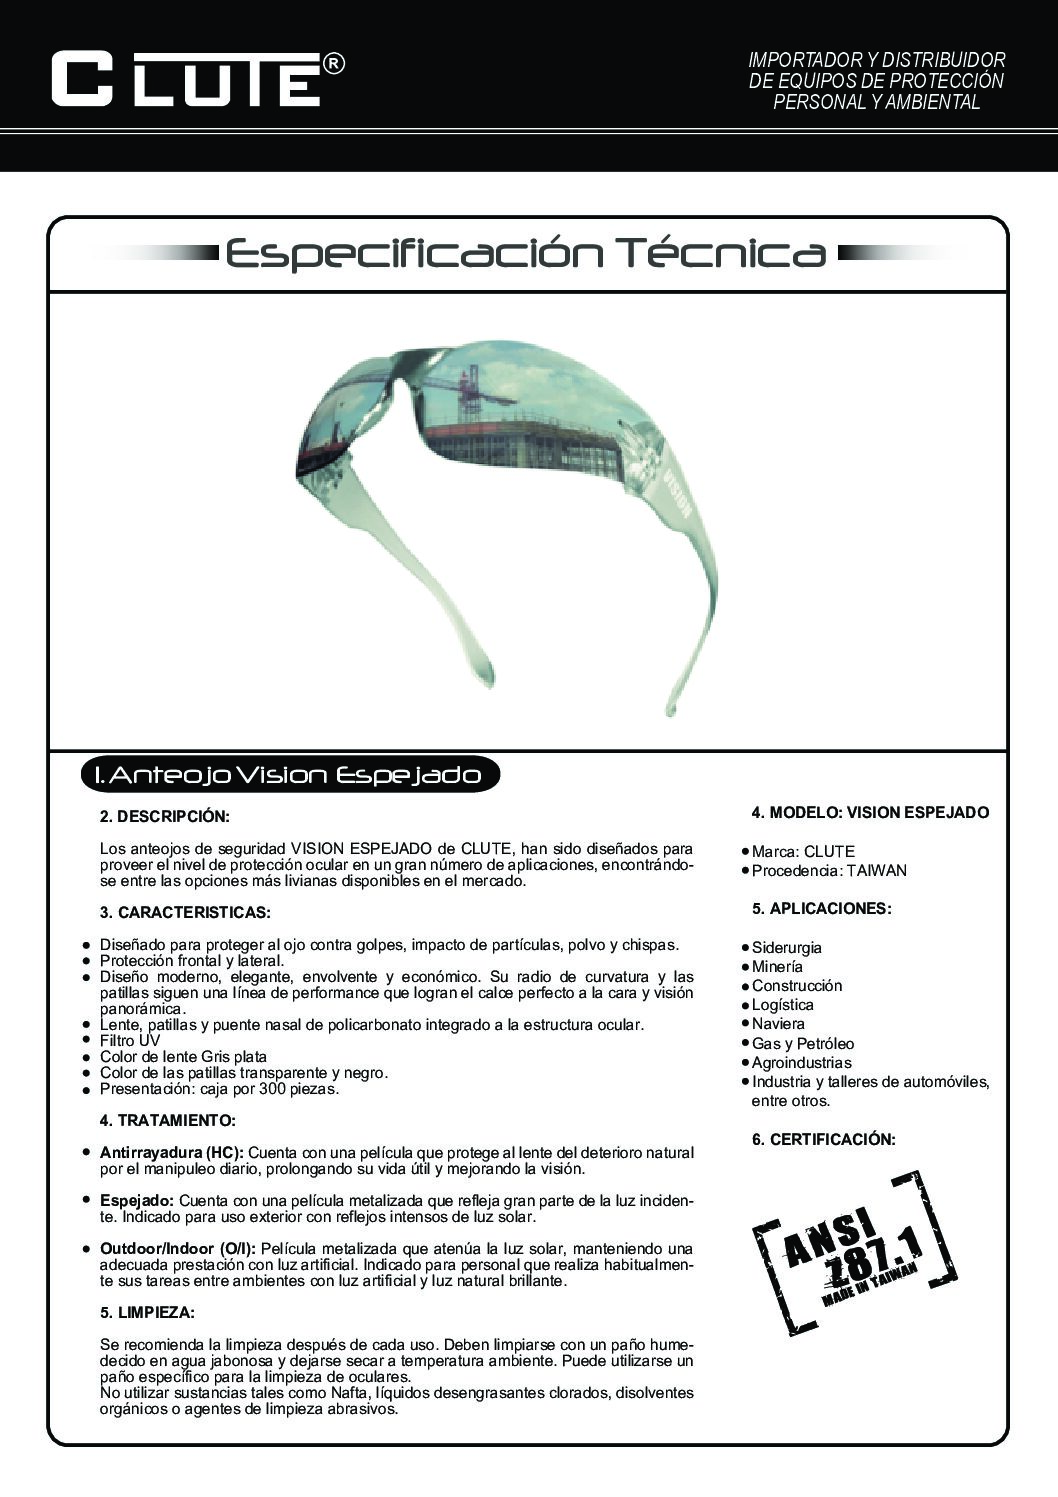 CLUTE®
IMPORTADOR Y DISTRIBUIDOR
DE EQUIPOS DE PROTECCIÓN
PERSONAL Y AMBIENTAL
Especificación Técnica
VISION
1. Anteojo Vision Espejado
2. DESCRIPCIÓN:
Los anteojos de seguridad VISION ESPEJADO de CLUTE, han sido diseñados para
proveer el nivel de protección ocular en un gran número de aplicaciones, encontrándo-
se entre las opciones más livianas disponibles en el mercado.
3. CARACTERISTICAS:
● Diseñado para proteger al ojo contra golpes, impacto de partículas, polvo y chispas.
● Protección frontal y lateral.
● Diseño moderno, elegante, envolvente y económico. Su radio de curvatura y las
patillas siguen una línea de performance que logran el calce perfecto a la cara y visión
panorámica.
● Lente, patillas y puente nasal de policarbonato integrado a la estructura ocular.
● Filtro UV
● Color de lente Gris plata
● Color de las patillas transparente y negro.
● Presentación: caja por 300 piezas.
4. TRATAMIENTO:
● Antirrayadura (HC): Cuenta con una película que protege al lente del deterioro natural
por el manipuleo diario, prolongando su vida útil y mejorando la visión.
● Espejado: Cuenta con una película metalizada que refleja gran parte de la luz inciden-
te. Indicado para uso exterior con reflejos intensos de luz solar.
● Outdoor/Indoor (O/I): Película metalizada que atenúa la luz solar, manteniendo una
adecuada prestación con luz artificial. Indicado para personal que realiza habitualmen-
te sus tareas entre ambientes con luz artificial y luz natural brillante.
5. LIMPIEZA:
Se recomienda la limpieza después de cada uso. Deben limpiarse con un paño hume-
decido en agua jabonosa y dejarse secar a temperatura ambiente. Puede utilizarse un
paño específico para la limpieza de oculares.
No utilizar sustancias tales como Nafta, líquidos desengrasantes clorados, disolventes
orgánicos o agentes de limpieza abrasivos.
4. MODELO: VISION ESPEJADO
● Marca: CLUTE
● Procedencia: TAIWAN
5. APLICACIONES:
● Siderurgia
● Minería
● Construcción
● Logística
● Naviera
● Gas y Petróleo
● Agroindustrias
● Industria y talleres de automóviles,
entre otros.
6. CERTIFICACIÓN:
ANSI
z87.1
MADE IN TAIWAN